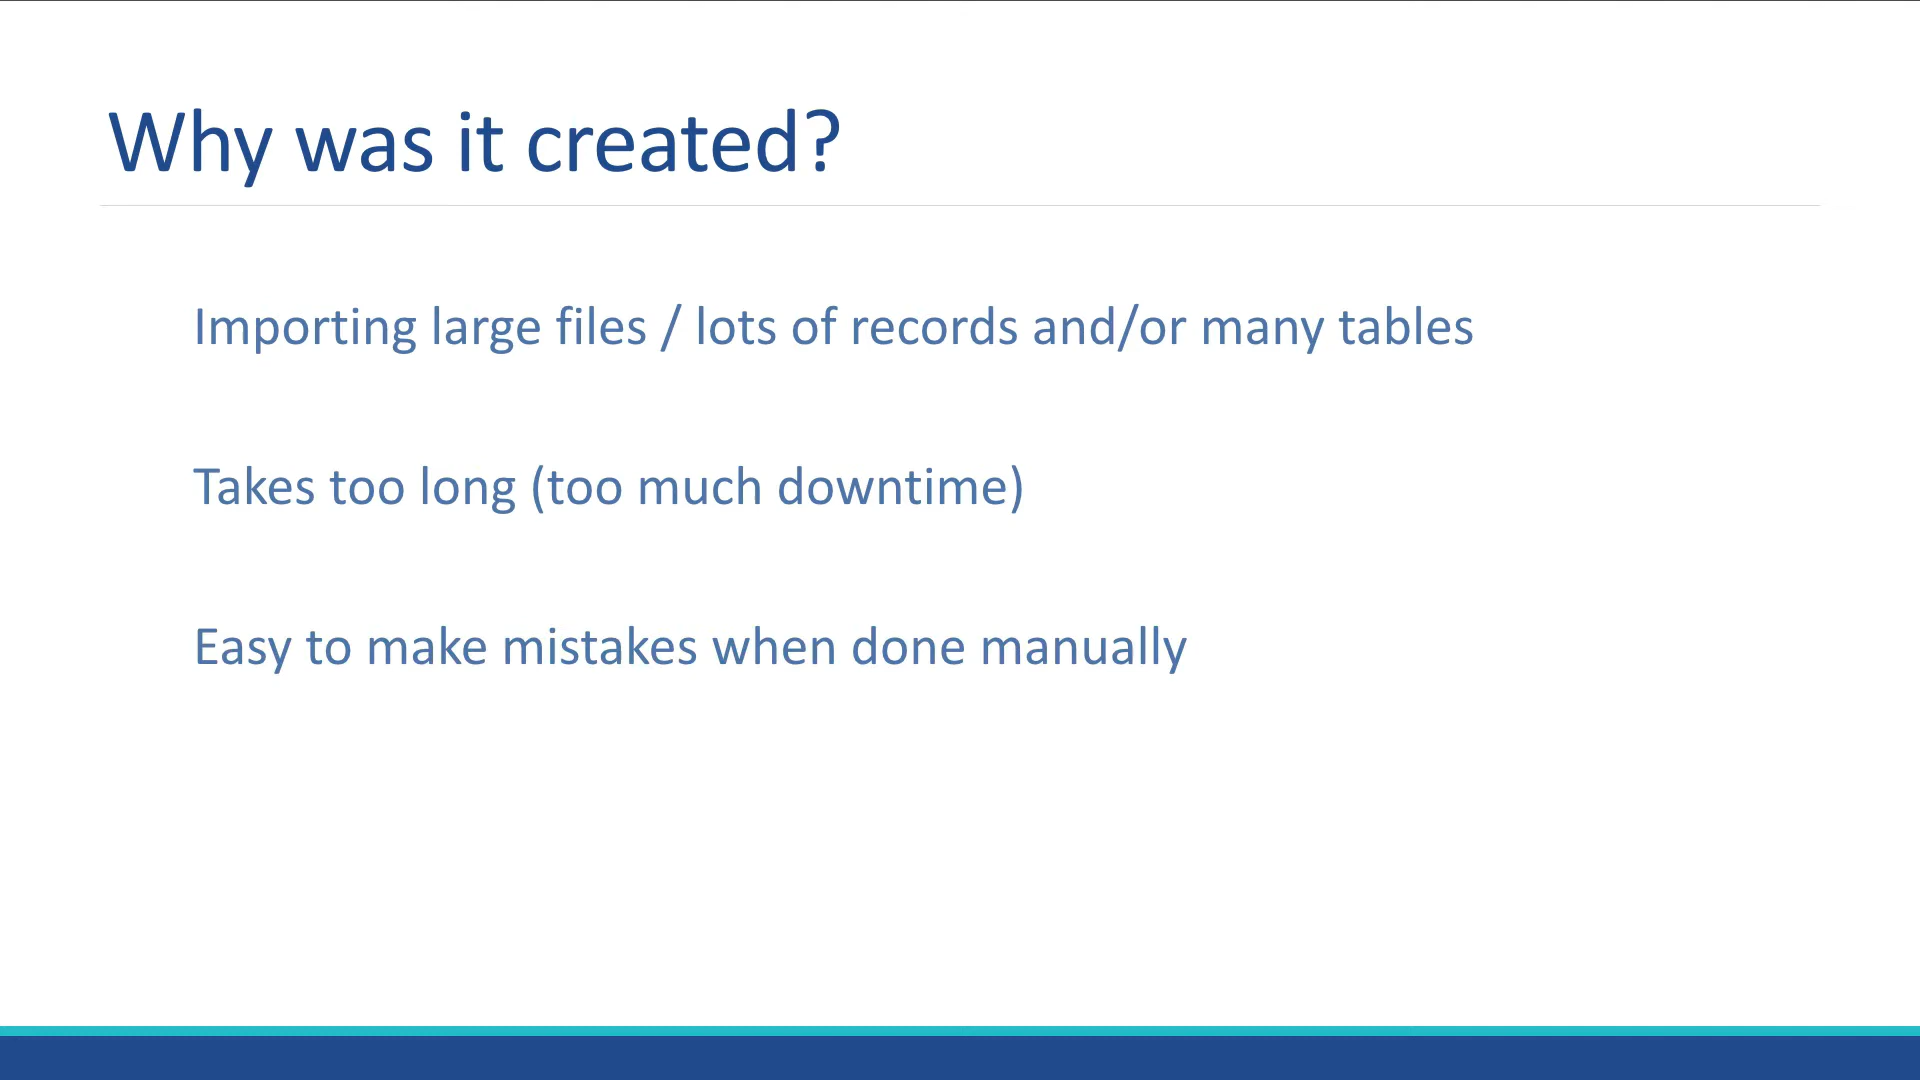 Why was it created?
Importing large files / lots of records and/or many tables
Takes too long (too much downtime)
Easy to make mistakes when done manually